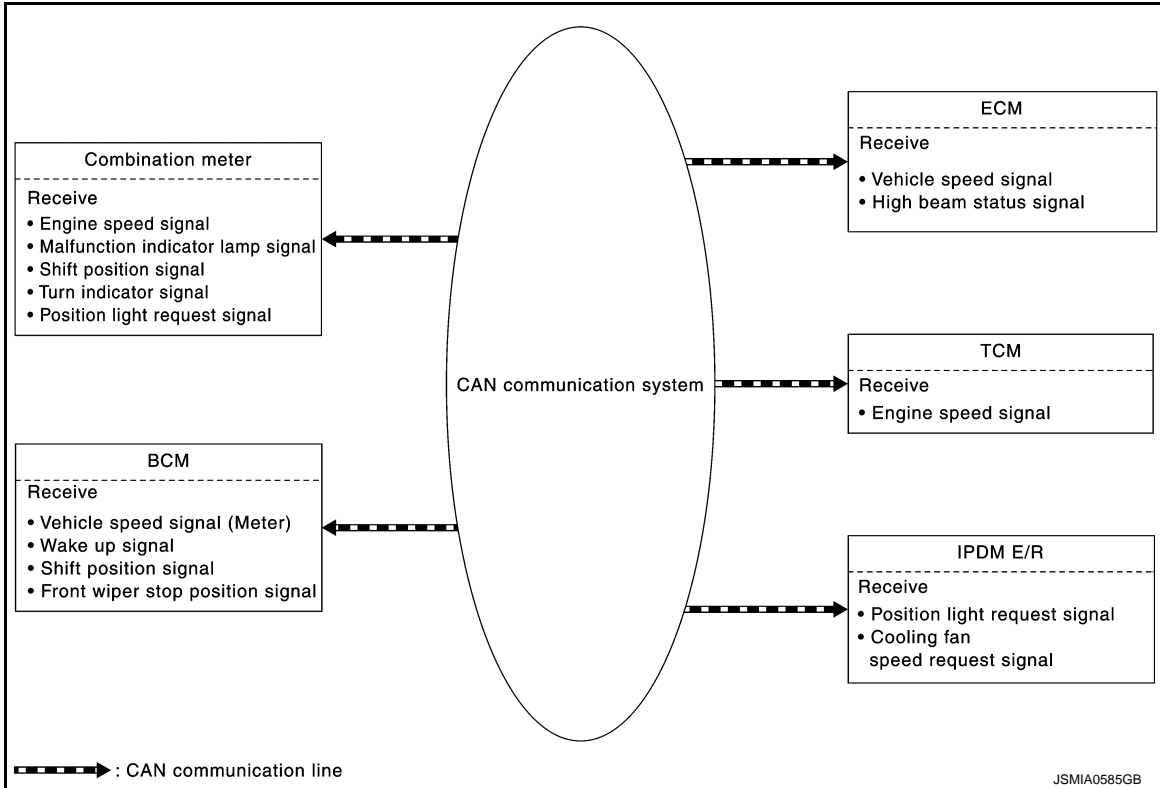 Combination meter
Receive
• Engine speed signal
• Malfunction indicator lamp signal
• Shift position signal
• Turn indicator signal
• Position light request signal
BCM
Receive
• Vehicle speed signal (Meter)
• Wake up signal
• Shift position signal
• Front wiper stop position signal
CAN communication system
ECM
Receive
• Vehicle speed signal
• High beam status signal
TCM
Receive
• Engine speed signal
IPDM E/R
Receive
• Position light request signal
• Cooling fan
speed request signal
: CAN communication line
JSMIA0585GB